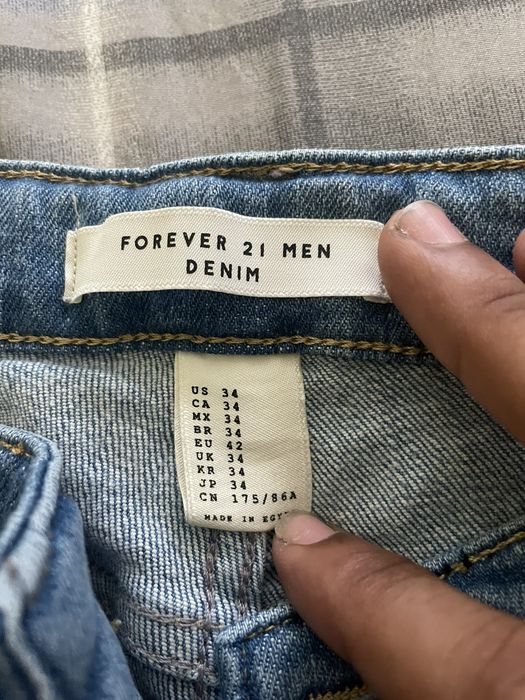 FOREVER 21 MEN
DENIM
US 34
CA 34
MX 34
BR 34
EU 42
UK 34
KR 34
JP 34
CN 175/86A
MADE IN